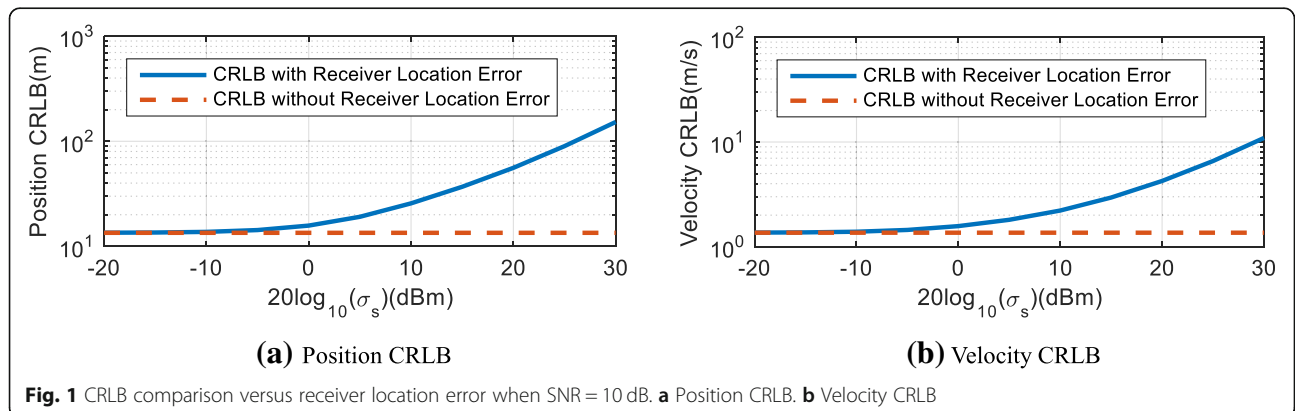 10³
10²
10¹
Position CRLB(m)
CRLB with Receiver Location Error
CRLB without Receiver Location Error
-20 -10 0 10 20 30
20log₁₀(σₛ)(dBm)
(a) Position CRLB
10²
10¹
10⁰
Velocity CRLB(m/s)
CRLB with Receiver Location Error
CRLB without Receiver Location Error
-20 -10 0 10 20 30
20log₁₀(σₛ)(dBm)
(b) Velocity CRLB
Fig. 1 CRLB comparison versus receiver location error when SNR = 10 dB. a Position CRLB. b Velocity CRLB